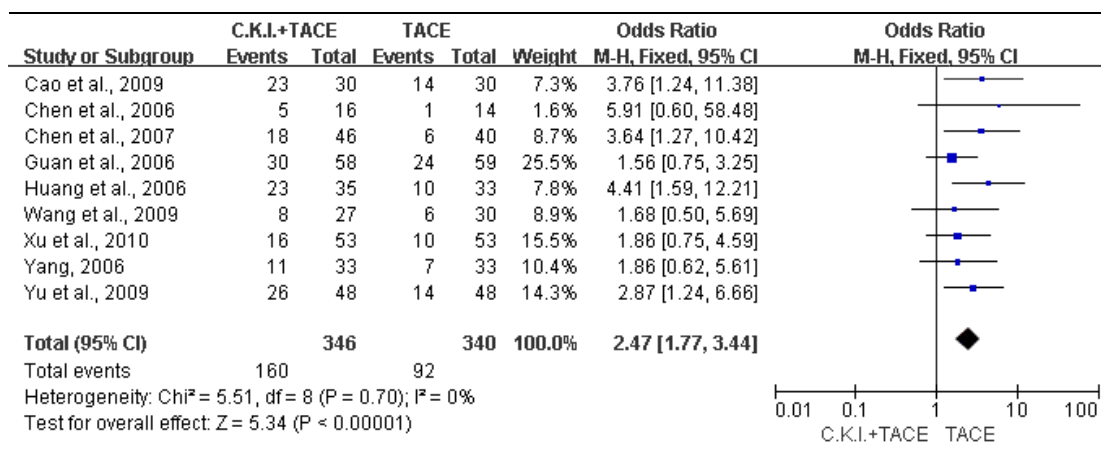 C.K.I.+TACE TACE Odds Ratio Odds Ratio
Study or Subgroup Events Total Events Total Weight M-H, Fixed, 95% CI M-H, Fixed, 95% CI
Cao et al., 2009 23 30 14 30 7.3% 3.76 [1.24, 11.38]
Chen et al., 2006 5 16 1 14 1.6% 5.91 [0.60, 58.48]
Chen et al., 2007 18 46 6 40 8.7% 3.64 [1.27, 10.42]
Guan et al., 2006 30 58 24 59 25.5% 1.56 [0.75, 3.25]
Huang et al., 2006 23 35 10 33 7.8% 4.41 [1.59, 12.21]
Wang et al., 2009 8 27 6 30 8.9% 1.68 [0.50, 5.69]
Xu et al., 2010 16 53 10 53 15.5% 1.86 [0.75, 4.59]
Yang, 2006 11 33 7 33 10.4% 1.86 [0.62, 5.61]
Yu et al., 2009 26 48 14 48 14.3% 2.87 [1.24, 6.66]
Total (95% CI) 346 340 100.0% 2.47 [1.77, 3.44]
Total events 160 92
Heterogeneity: Chi² = 5.51, df = 8 (P = 0.70); I² = 0%
Test for overall effect: Z = 5.34 (P < 0.00001)
0.01 0.1 1 10 100
C.K.I.+TACE TACE